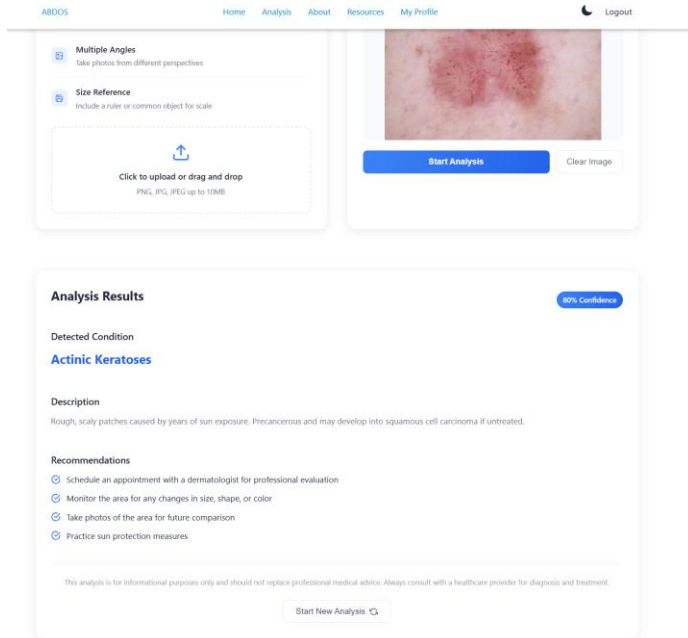 ABDOS Home Analysis About Resources My Profile Logout
Multiple Angles
Take photos from different perspectives
Size Reference
Include a ruler or common object for scale
Click to upload or drag and drop
PNG, JPG, JPEG up to 10MB
Start Analysis Clear Image
Analysis Results
80% Confidence
Detected Condition
Actinic Keratoses
Description
Rough, scaly patches caused by years of sun exposure. Precancerous and may develop into squamous cell carcinoma if untreated.
Recommendations
Schedule an appointment with a dermatologist for professional evaluation
Monitor the area for any changes in size, shape, or color
Take photos of the area for future comparison
Practice sun protection measures
This analysis is for informational purposes only and should not replace professional medical advice. Always consult with a healthcare provider for diagnosis and treatment.
Start New Analysis